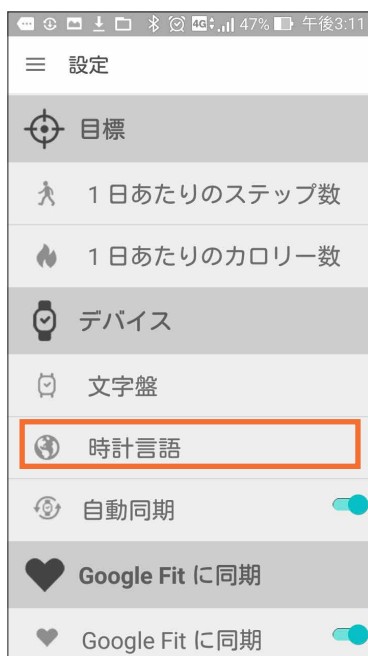 4G 47% 午後3:11
設定
目標
1日あたりのステップ数
1日あたりのカロリー数
デバイス
文字盤
時計言語
自動同期
Google Fit に同期
Google Fit に同期